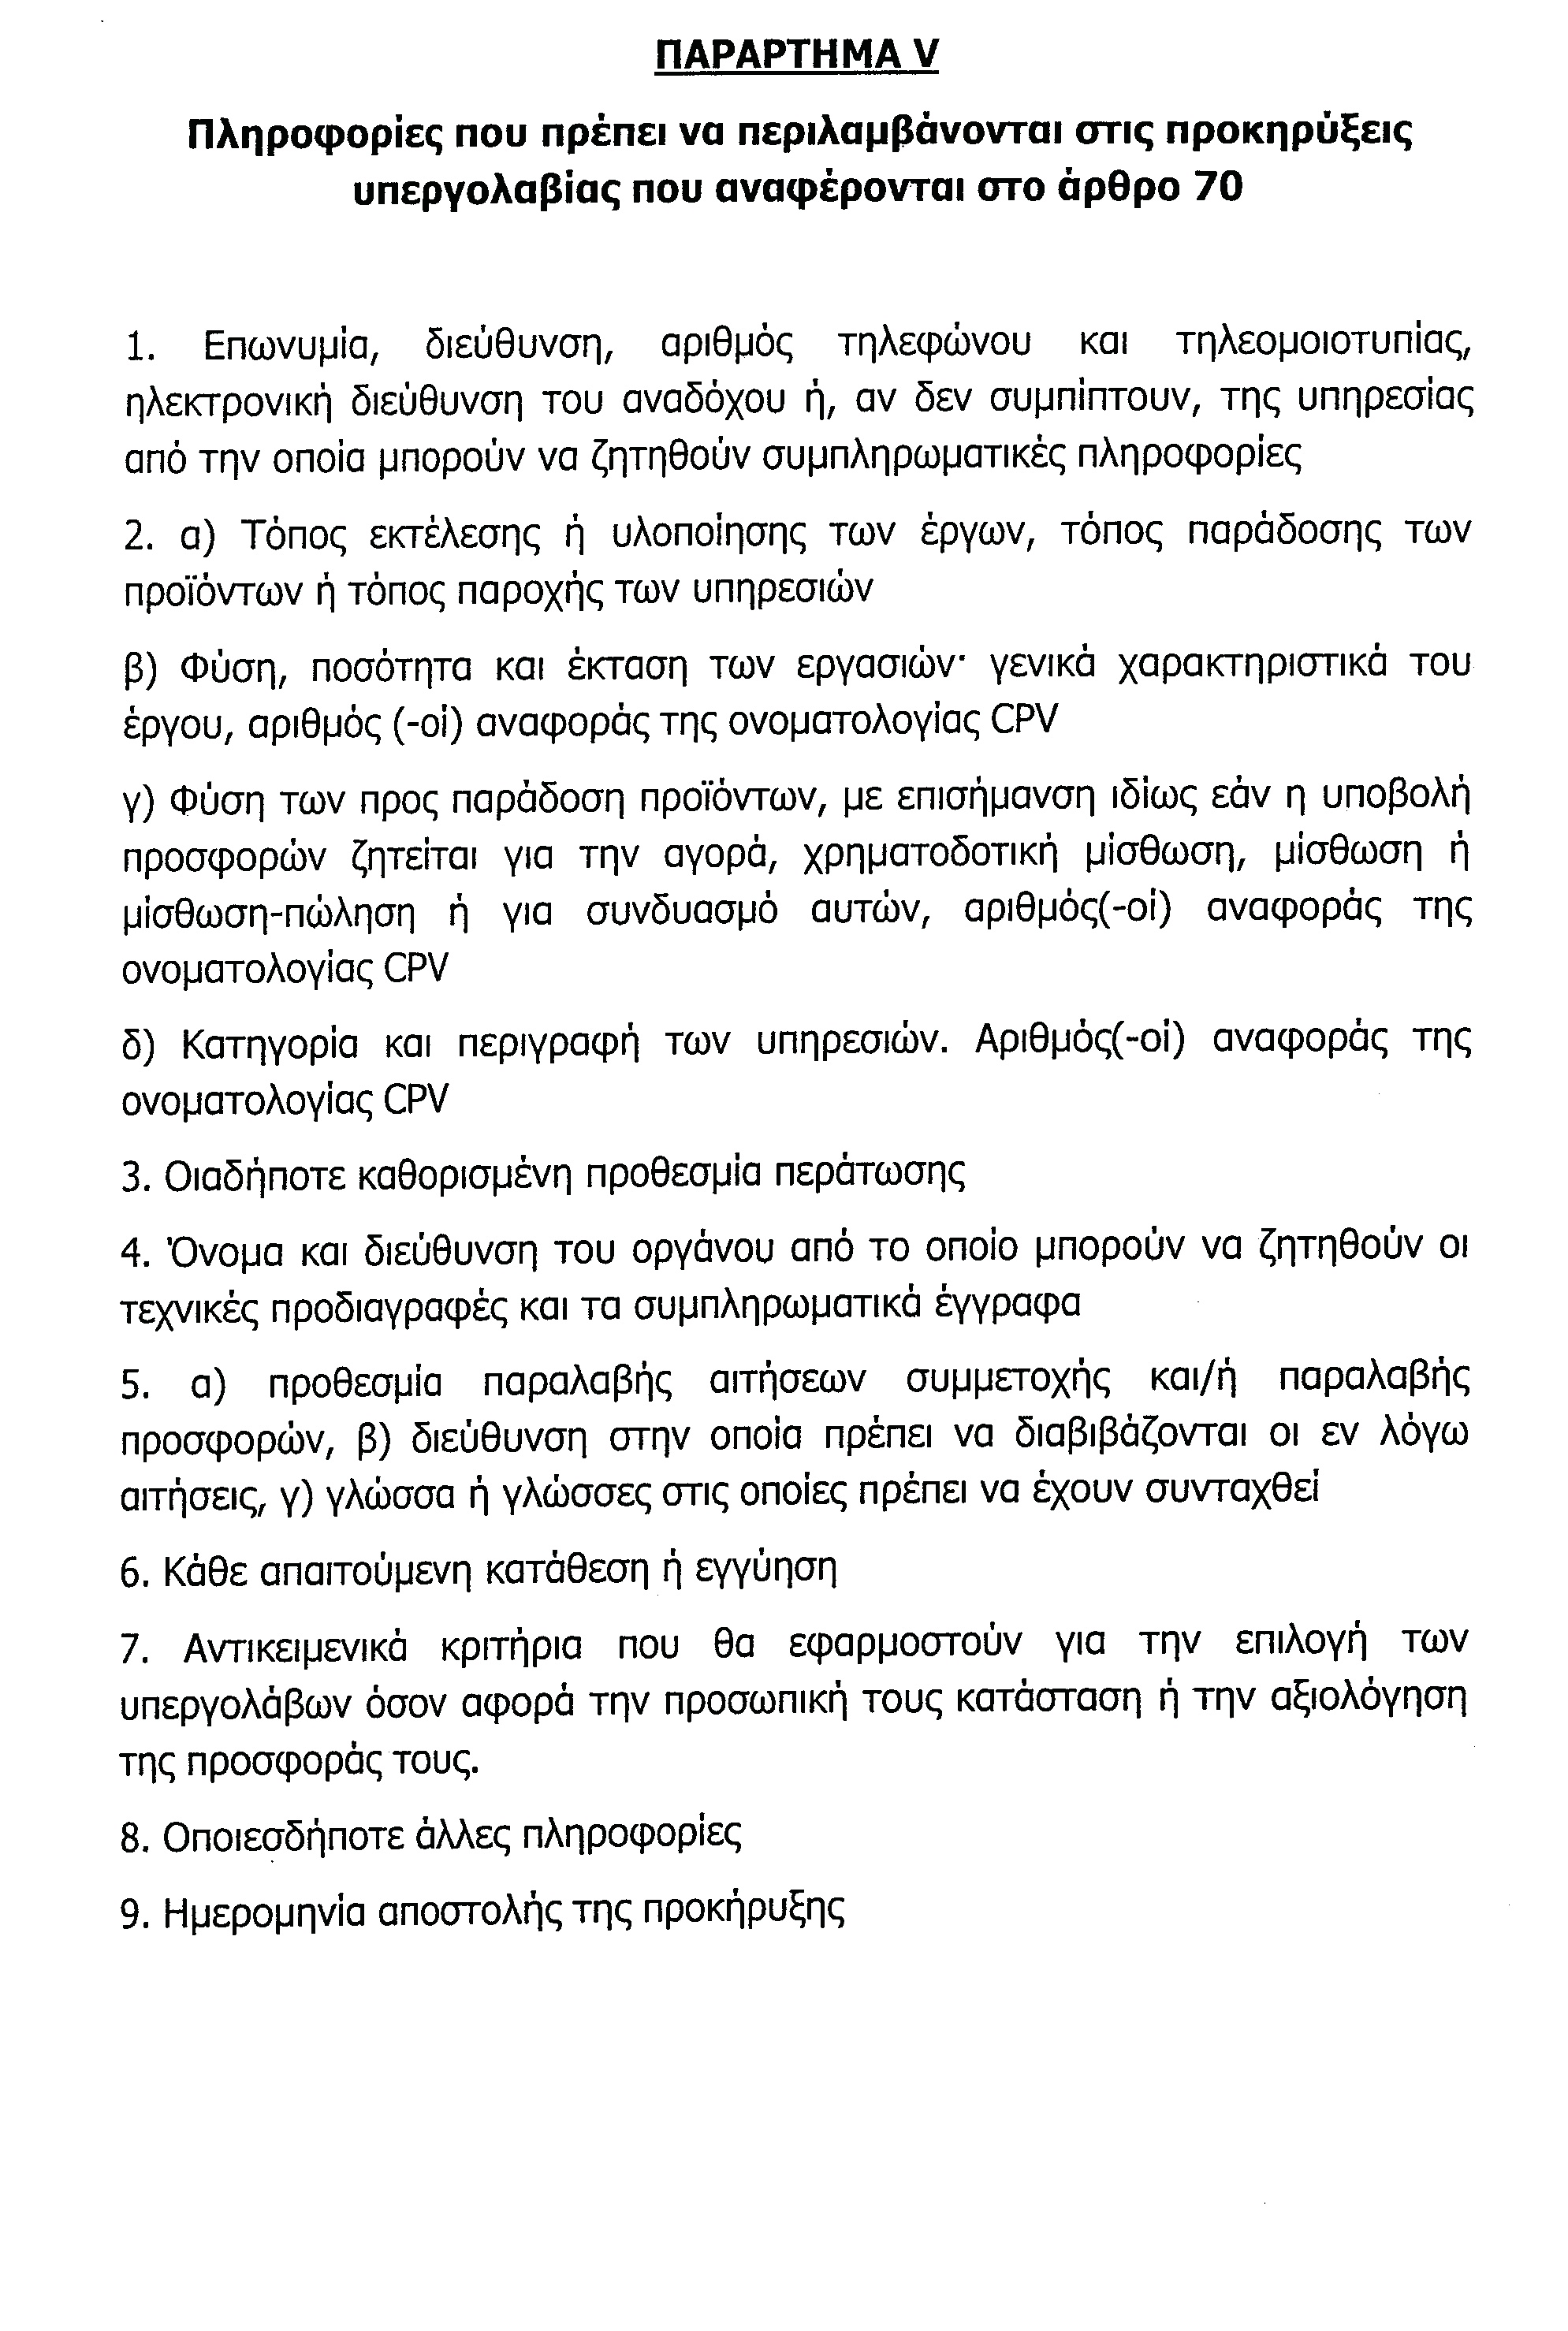 ΠΑΡΑΡΤΗΜΑ V
Πληροφορίες που πρέπει να περιλαμβάνονται στις προκηρύξεις
υπεργολαβίας που αναφέρονται στο άρθρο 70
1. Επωνυμία, διεύθυνση, αριθμός τηλεφώνου και τηλεομοιοτυπίας,
ηλεκτρονική διεύθυνση του αναδόχου ή, αν δεν συμπίπτουν, της υπηρεσίας
από την οποία μπορούν να ζητηθούν συμπληρωματικές πληροφορίες
2. α) Τόπος εκτέλεσης ή υλοποίησης των έργων, τόπος παράδοσης των
προϊόντων ή τόπος παροχής των υπηρεσιών
β) Φύση, ποσότητα και έκταση των εργασιών· γενικά χαρακτηριστικά του
έργου, αριθμός (-οί) αναφοράς της ονοματολογίας CPV
γ) Φύση των προς παράδοση προϊόντων, με επισήμανση ιδίως εάν η υποβολή
προσφορών ζητείται για την αγορά, χρηματοδοτική μίσθωση, μίσθωση ή
μίσθωση-πώληση ή για συνδυασμό αυτών, αριθμός(-οί) αναφοράς της
ονοματολογίας CPV
δ) Κατηγορία και περιγραφή των υπηρεσιών. Αριθμός(-οί) αναφοράς της
ονοματολογίας CPV
3. Οιαδήποτε καθορισμένη προθεσμία περάτωσης
4. Όνομα και διεύθυνση του οργάνου από το οποίο μπορούν να ζητηθούν οι
τεχνικές προδιαγραφές και τα συμπληρωματικά έγγραφα
5. α) προθεσμία παραλαβής αιτήσεων συμμετοχής και/ή παραλαβής
προσφορών, β) διεύθυνση στην οποία πρέπει να διαβιβάζονται οι εν λόγω
αιτήσεις, γ) γλώσσα ή γλώσσες στις οποίες πρέπει να έχουν συνταχθεί
6. Κάθε απαιτούμενη κατάθεση ή εγγύηση
7. Αντικειμενικά κριτήρια που θα εφαρμοστούν για την επιλογή των
υπεργολάβων όσον αφορά την προσωπική τους κατάσταση ή την αξιολόγηση
της προσφοράς τους.
8. Οποιεσδήποτε άλλες πληροφορίες
9. Ημερομηνία αποστολής της προκήρυξης